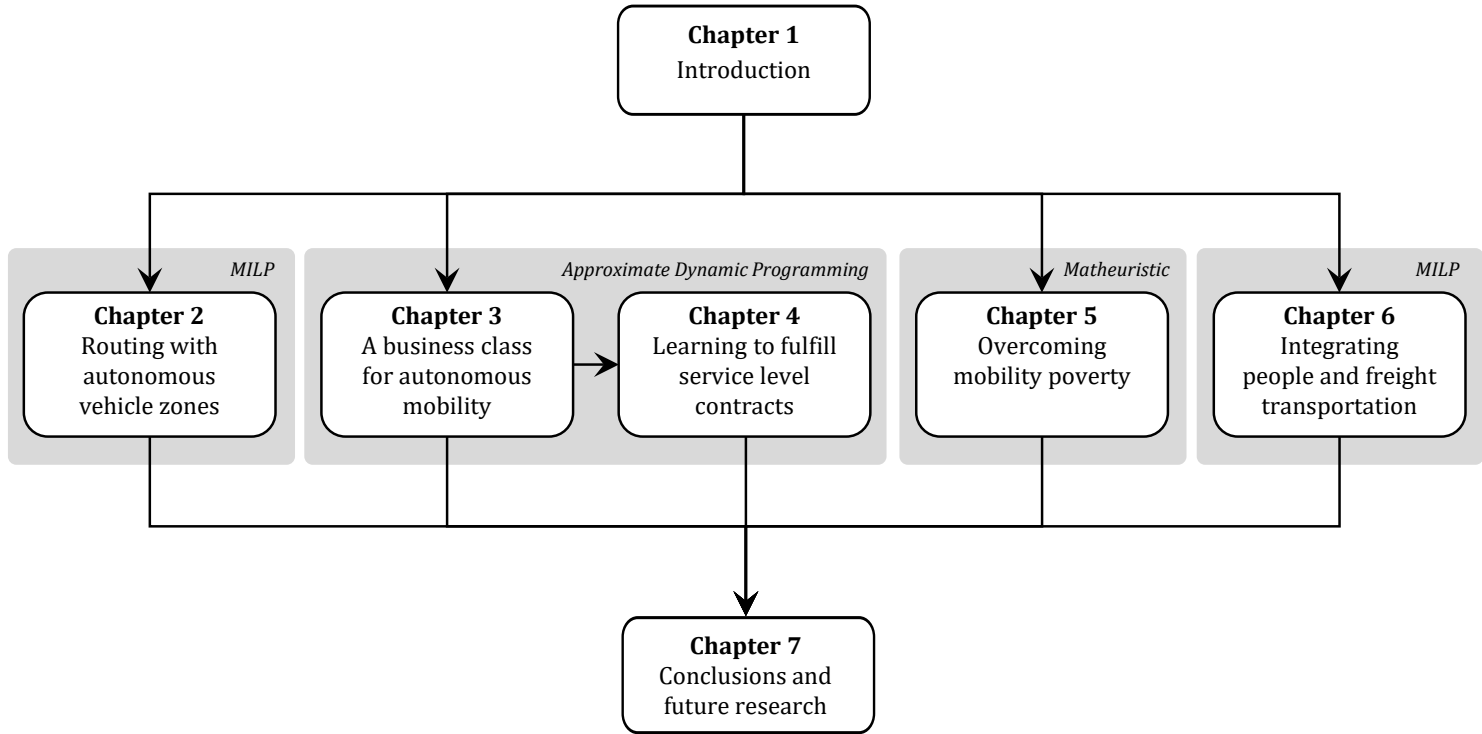 Chapter 1
Introduction
MILP
Chapter 2
Routing with
autonomous
vehicle zones
Approximate Dynamic Programming
Chapter 3
A business class
for autonomous
mobility
Chapter 4
Learning to fulfill
service level
contracts
Matheuristic
Chapter 5
Overcoming
mobility poverty
MILP
Chapter 6
Integrating
people and freight
transportation
Chapter 7
Conclusions and
future research